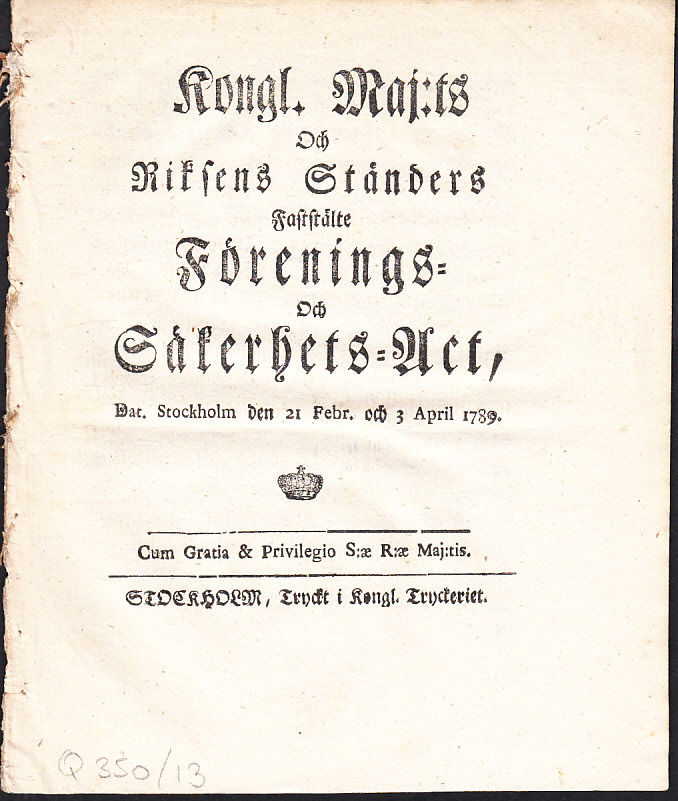 Kongl. Maj:ts
Och
Riksens Ständers
Fastställte
Förenings-
Och
Säkerhets-Act,
Dat. Stockholm den 21 Febr. och 3 April 1789.
Cum Gratia & Privilegio S:æ R:æ Maj:tis.
STOCKHOLM, Tryckt i Kongl. Tryckeriet.
Q 350/13